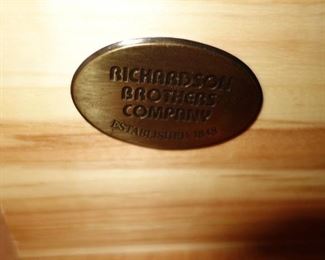 RICHARDSON
BROTHERS
COMPANY
ESTABLISHED 1848